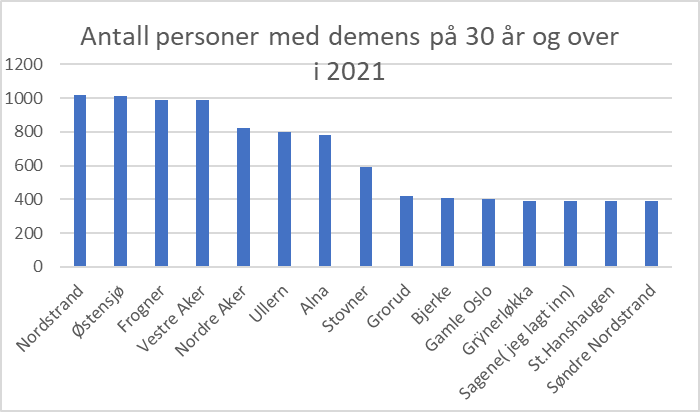 Antall personer med demens på 30 år og over
i 2021
1200
1000
800
600
400
200
0
Nordstrand
Østensjø
Frogner
Vestre Aker
Nordre Aker
Ullern
Alna
Stovner
Grorud
Bjerke
Gamle Oslo
Grÿnerløkka
Sagene( jeg lagt inn)
St.Hanshaugen
Søndre Nordstrand